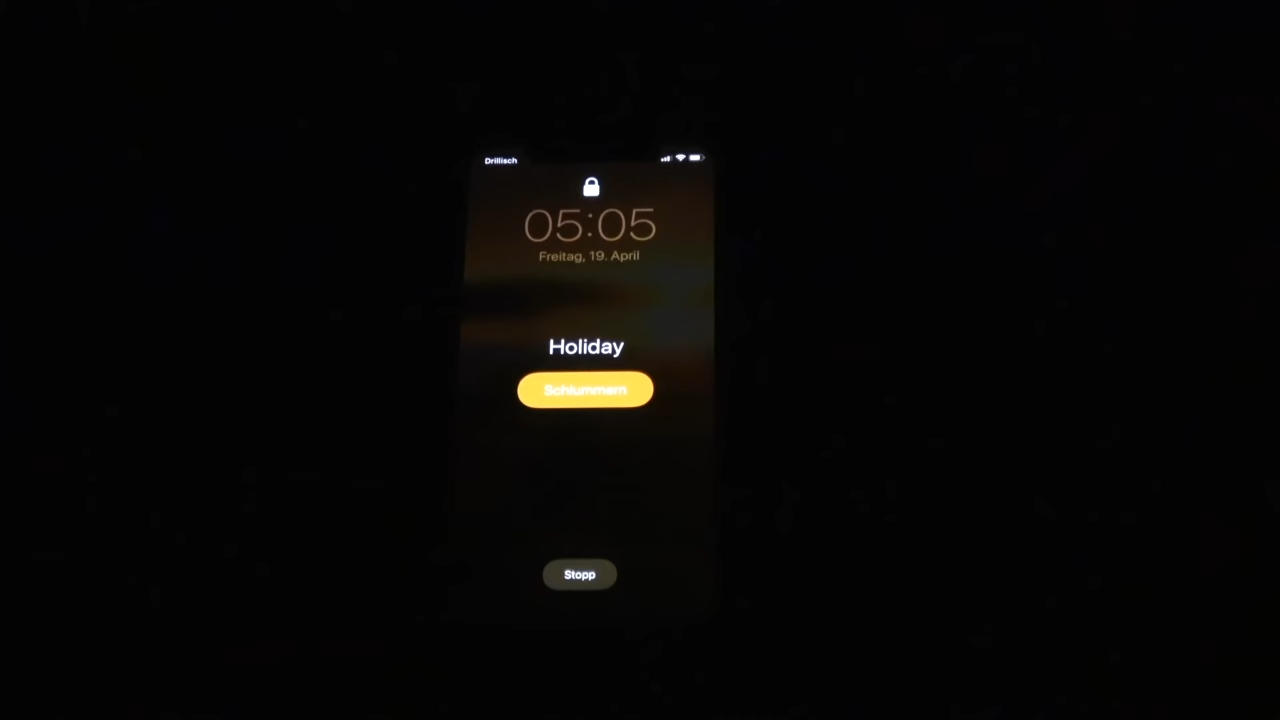 Drillisch
05:05
Freitag, 19. April
Holiday
Schlummern
Stopp